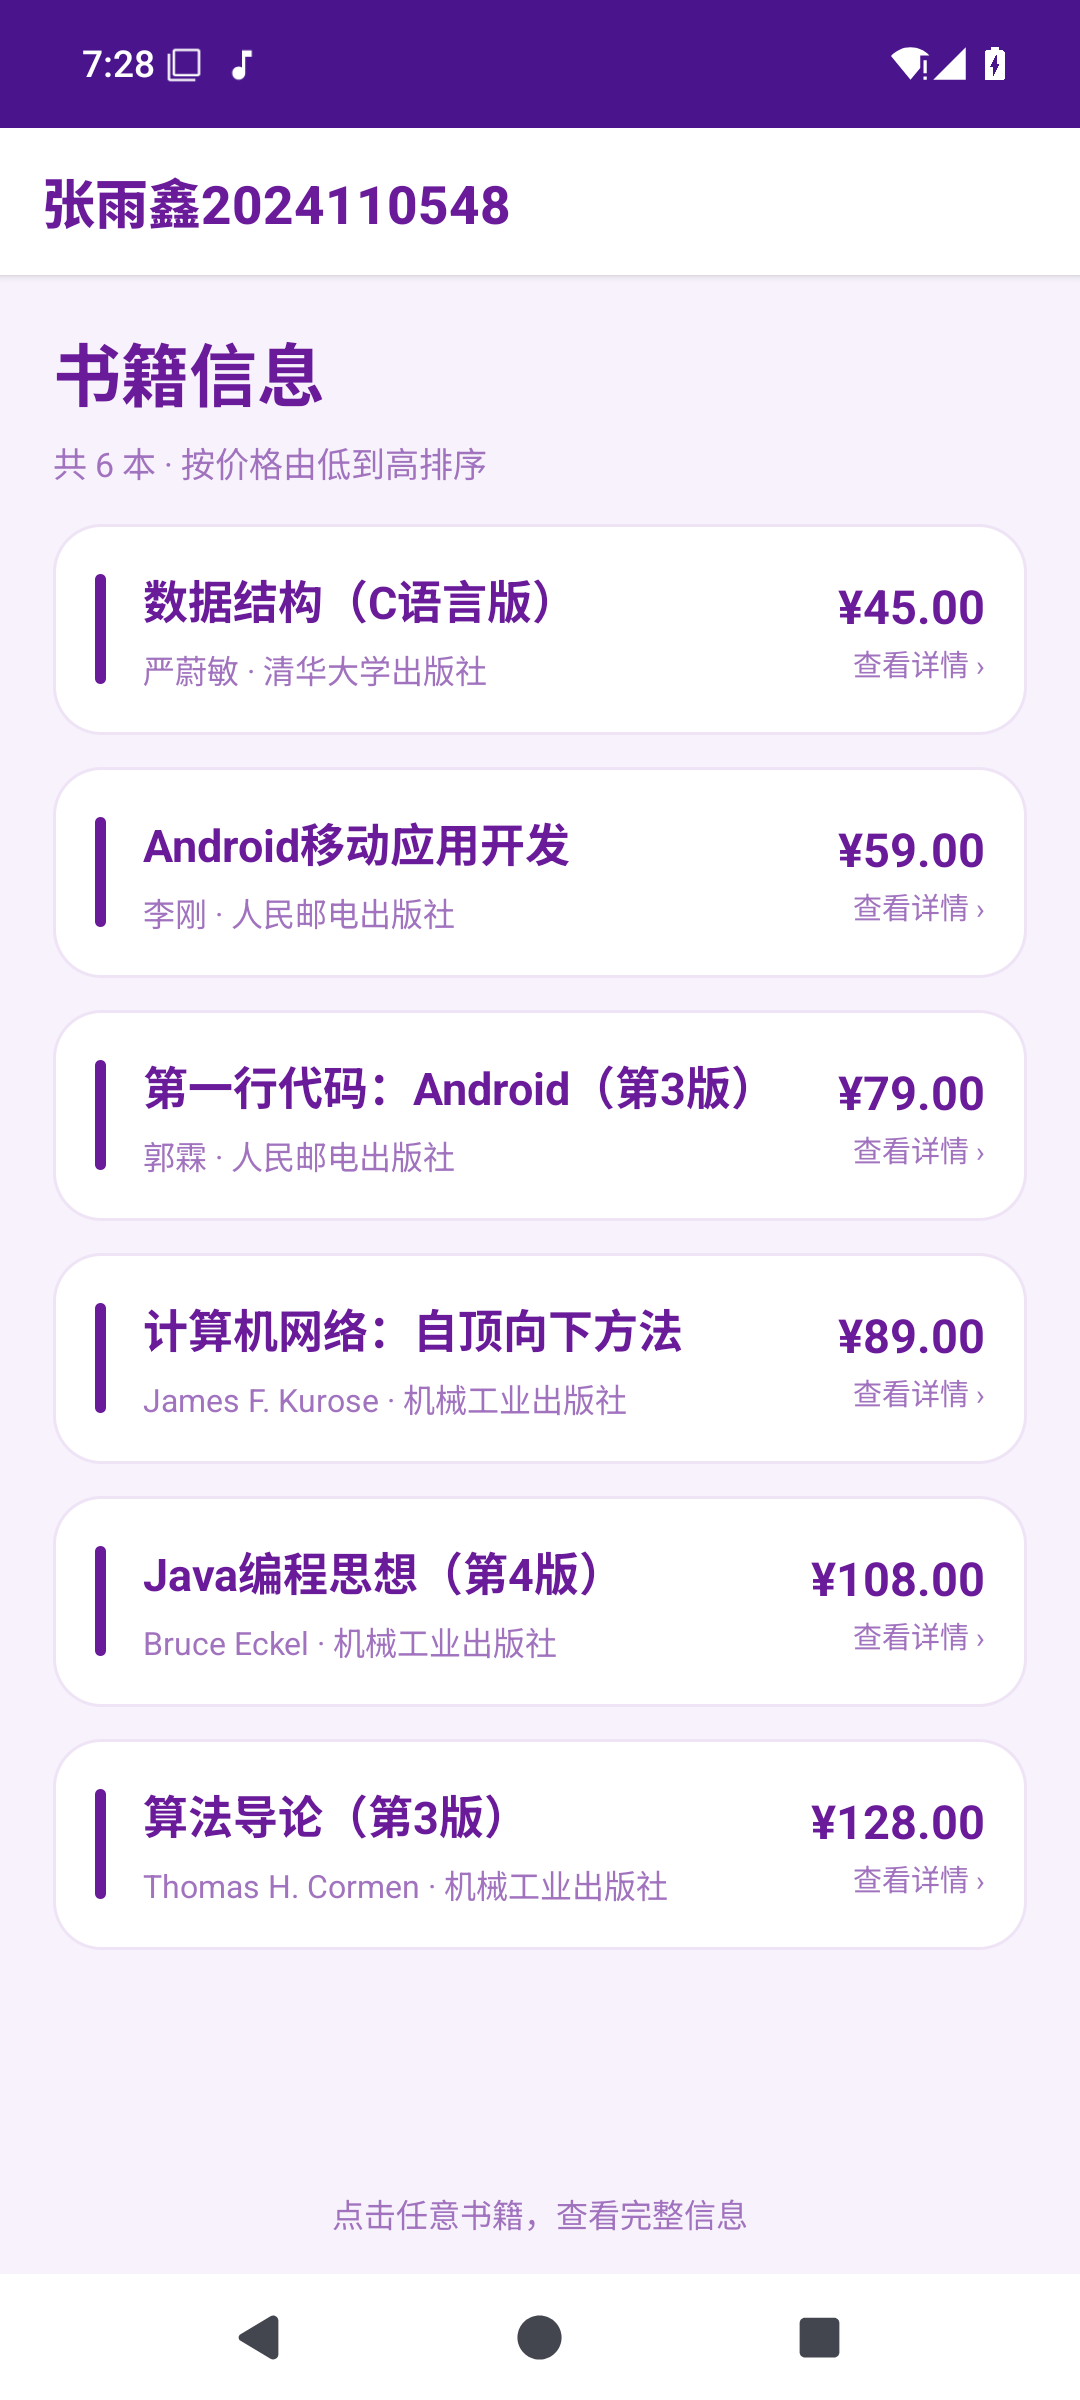 7:28
张雨鑫2024110548
书籍信息
共 6 本 · 按价格由低到高排序
数据结构（C语言版）
¥45.00
严蔚敏 · 清华大学出版社
查看详情 ›
Android移动应用开发
¥59.00
李刚 · 人民邮电出版社
查看详情 ›
第一行代码：Android（第3版）
¥79.00
郭霖 · 人民邮电出版社
查看详情 ›
计算机网络：自顶向下方法
¥89.00
James F. Kurose · 机械工业出版社
查看详情 ›
Java编程思想（第4版）
¥108.00
Bruce Eckel · 机械工业出版社
查看详情 ›
算法导论（第3版）
¥128.00
Thomas H. Cormen · 机械工业出版社
查看详情 ›
点击任意书籍，查看完整信息